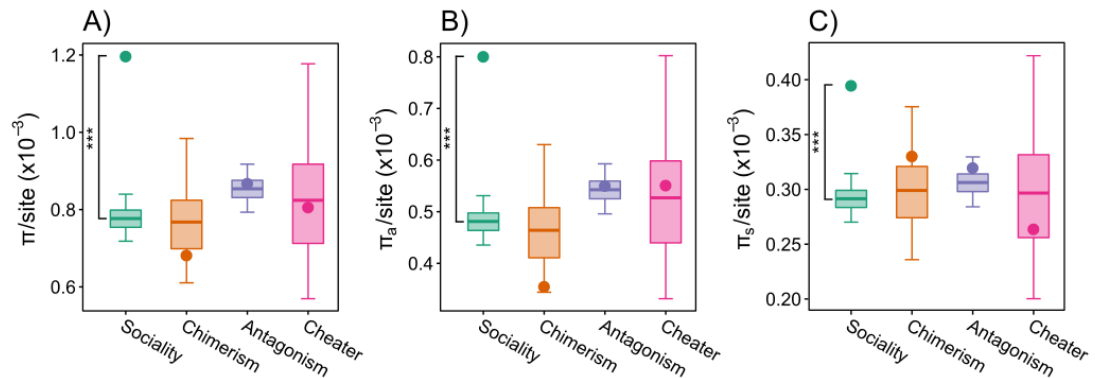 A)
π/site (x10⁻³)
1.2
1.0
0.8
0.6
***
Sociality
Chimerism
Antagonism
Cheater
B)
πₐ/site (x10⁻³)
0.8
0.7
0.6
0.5
0.4
***
Sociality
Chimerism
Antagonism
Cheater
C)
πₛ/site (x10⁻³)
0.40
0.35
0.30
0.25
0.20
***
Sociality
Chimerism
Antagonism
Cheater